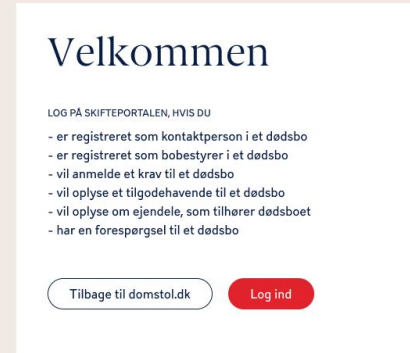 Velkommen
LOG PÅ SKIFTEPORTALEN, HVIS DU
- er registreret som kontaktperson i et dødsbo
- er registreret som bobestyrer i et dødsbo
- vil anmelde et krav til et dødsbo
- vil oplyse et tilgodehavende til et dødsbo
- vil oplyse om ejendele, som tilhører dødsboet
- har en forespørgsel til et dødsbo
Tilbage til domstol.dk
Log ind